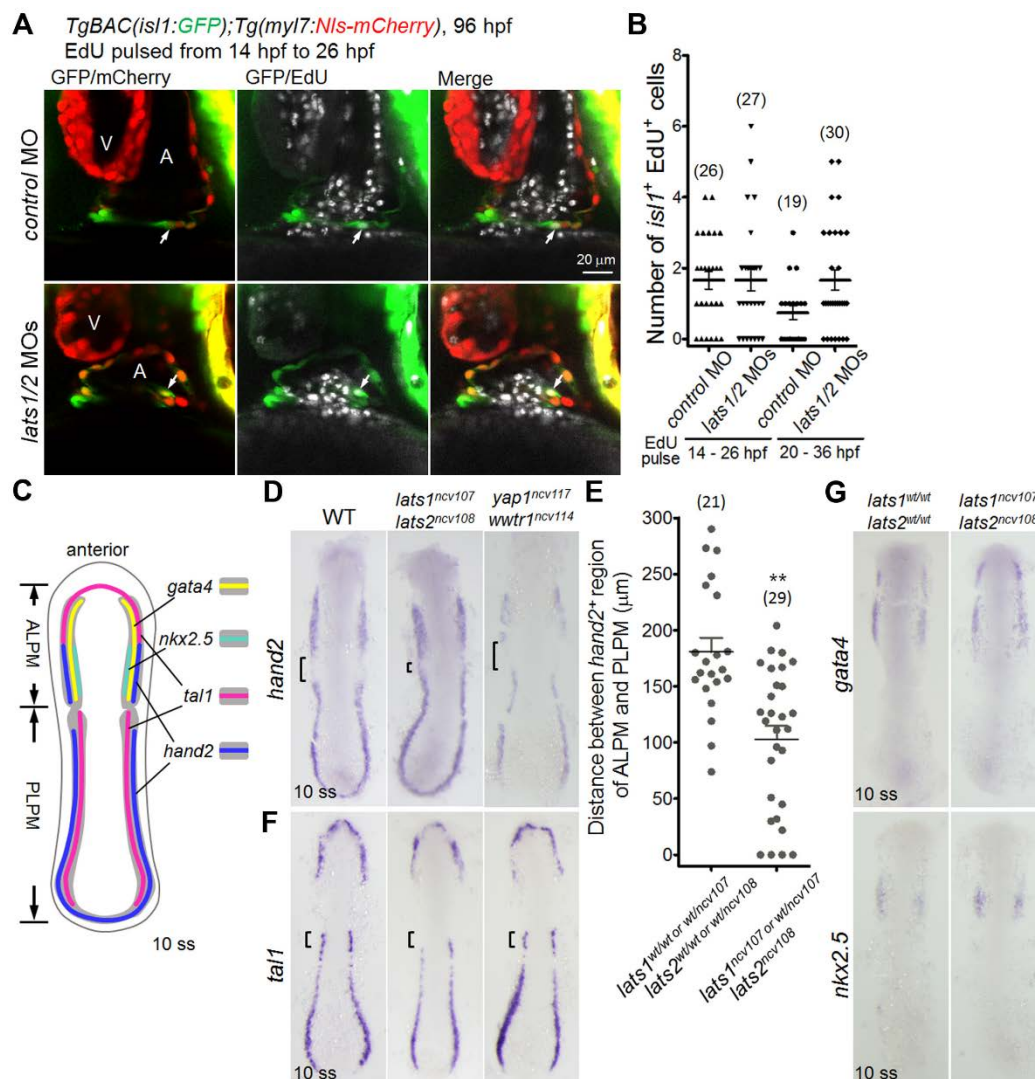 A
TgBAC(isl1:GFP);Tg(myl7:Nls-mCherry), 96 hpf
EdU pulsed from 14 hpf to 26 hpf
GFP/mCherry
GFP/EdU
Merge
control MO
V
A
20 μm
lats1/2 MOs
V
A
B
Number of isl1+ EdU+ cells
8
6
4
2
0
(26)
(27)
(19)
(30)
control MO
lats1/2 MOs
control MO
lats1/2 MOs
EdU pulse
14 - 26 hpf
20 - 36 hpf
C
anterior
ALPM
PLPM
gata4
nkx2.5
tal1
hand2
10 ss
D
WT
lats1ncv107
lats2ncv108
yap1ncv117
wwtr1ncv114
hand2
10 ss
E
Distance between hand2+ region
of ALPM and PLPM (μm)
300
250
200
150
100
50
0
(21)
**
(29)
lats1wt/wt or wt/ncv107
lats2wt/wt or wt/ncv108
lats1ncv107 or wt/ncv107
lats2ncv108
F
tal1
10 ss
G
lats1wt/wt
lats2wt/wt
lats1ncv107
lats2ncv108
gata4
10 ss
nkx2.5
10 ss